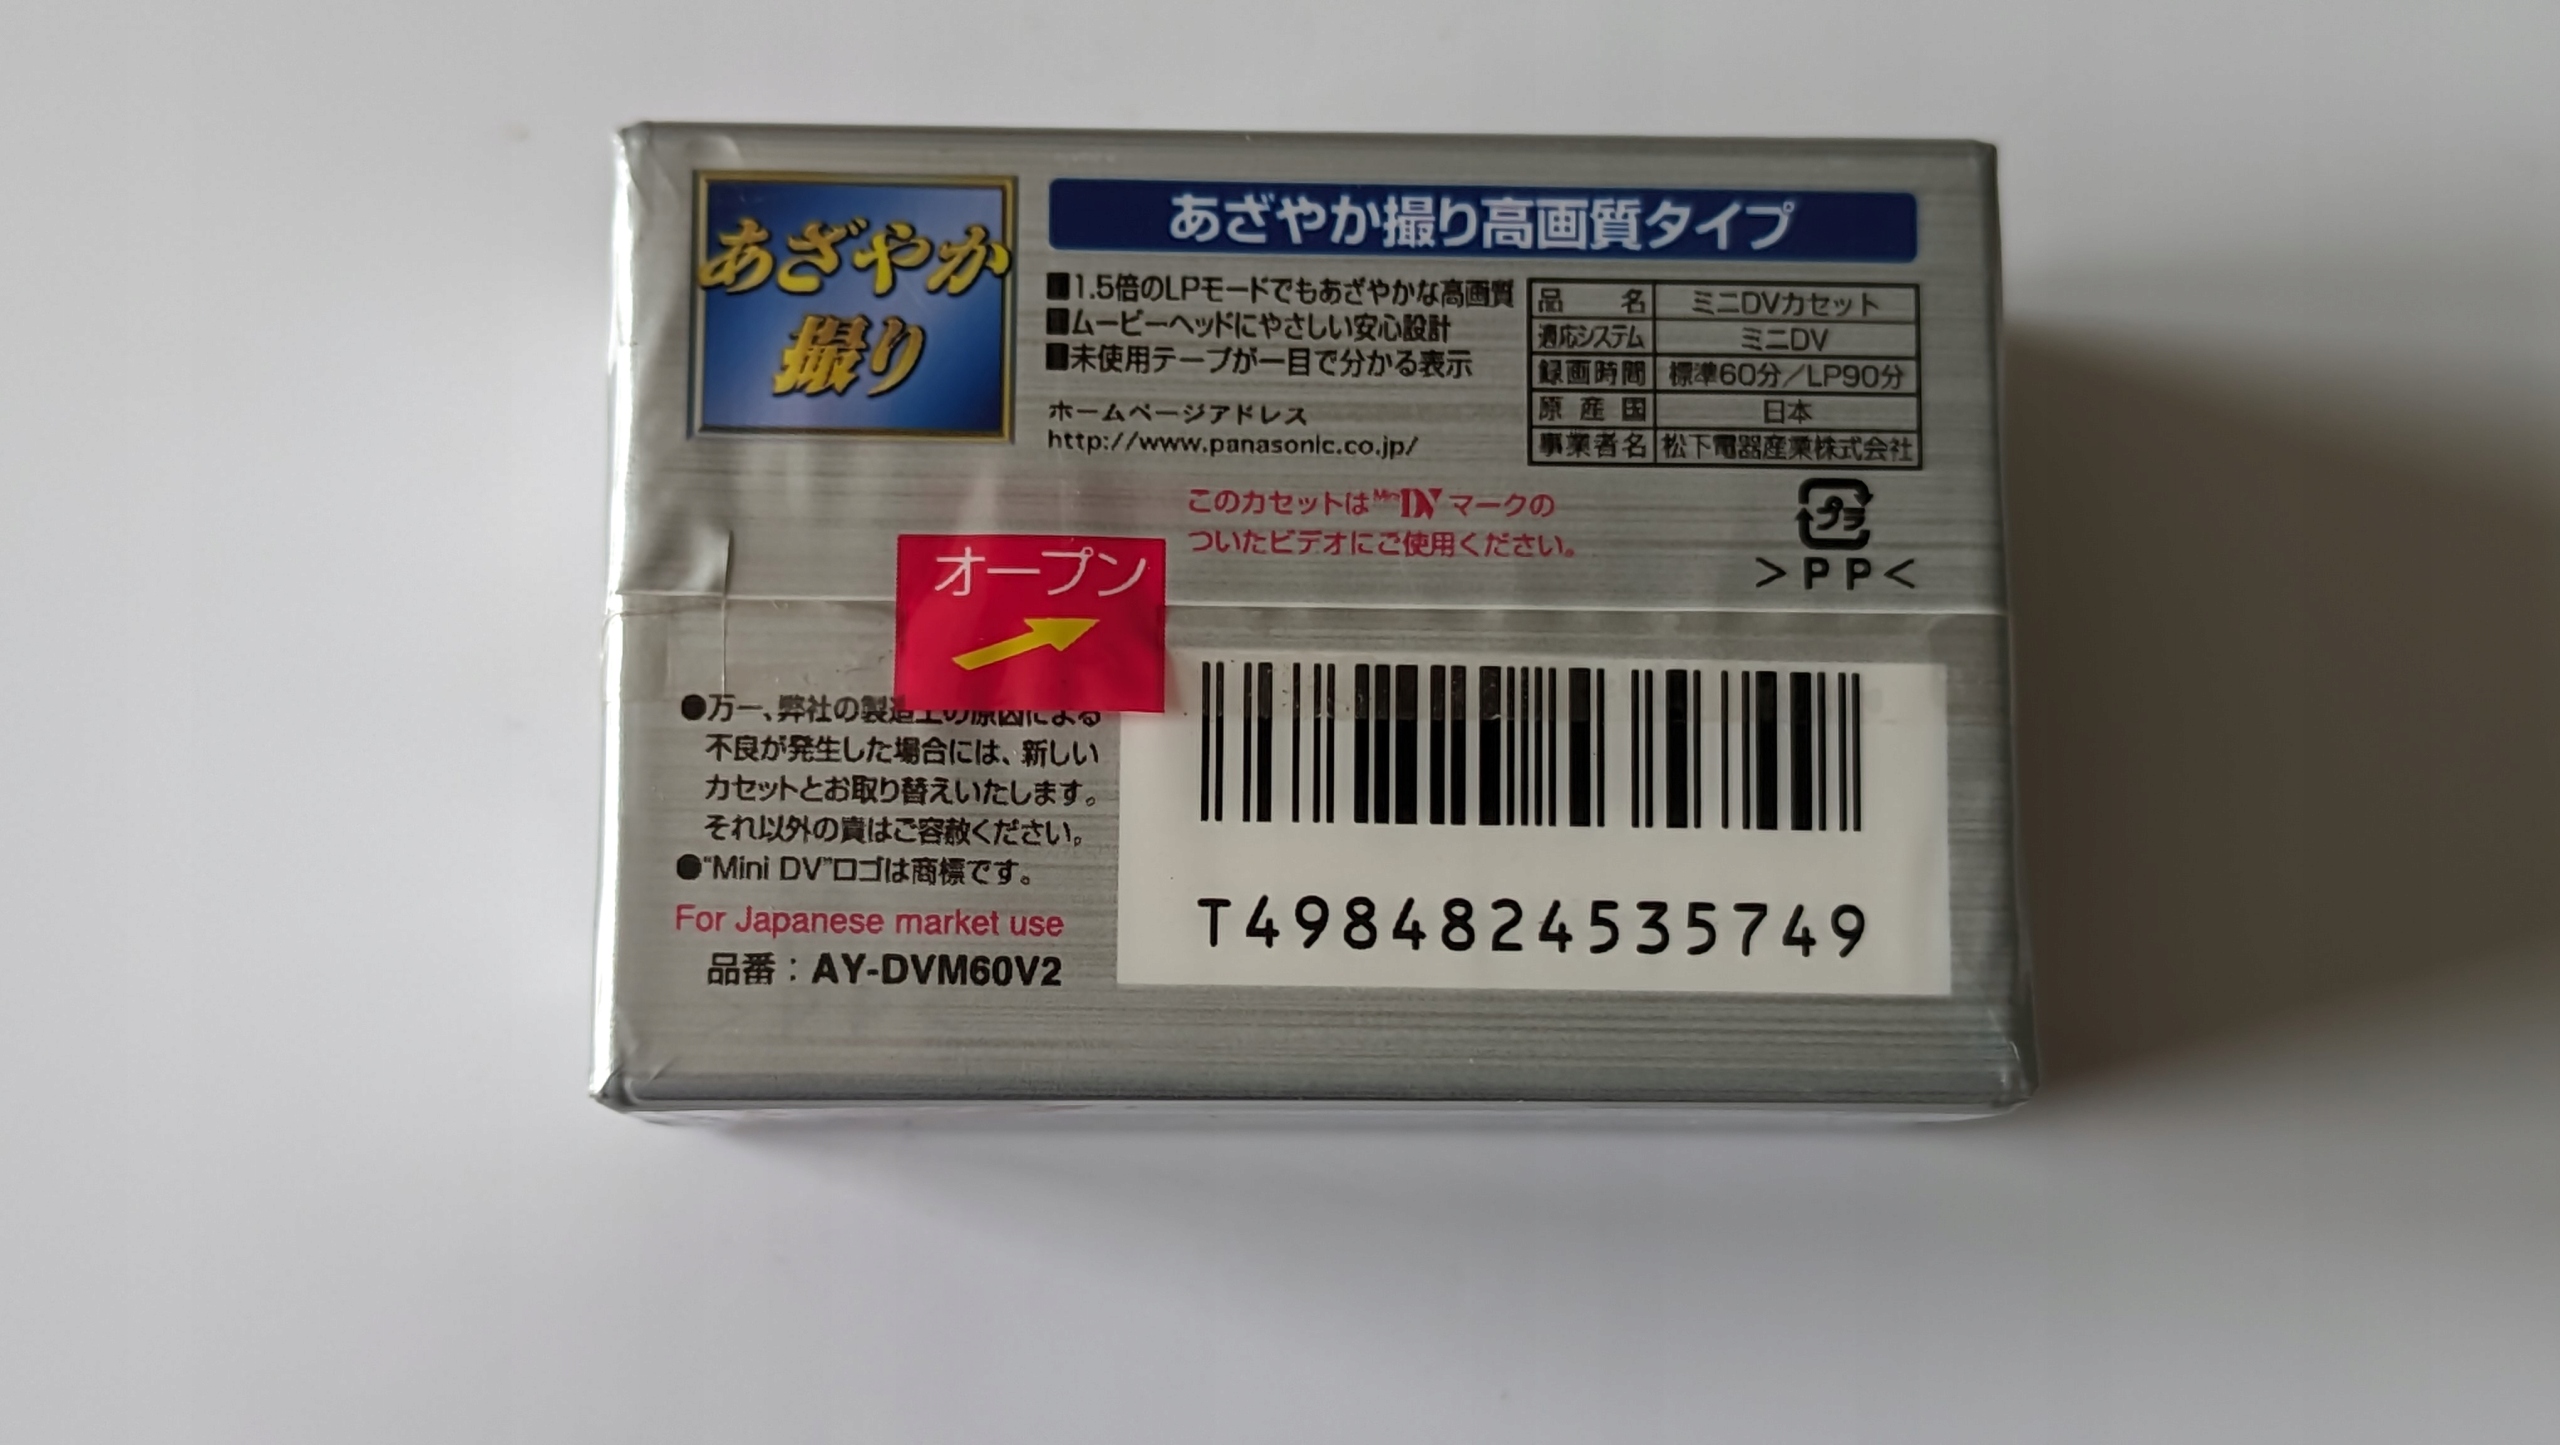 あざやか
撮り
あざやか撮り高画質タイプ
■1.5倍のLPモードでもあざやかな高画質
■ムービーヘッドにやさしい安心設計
■未使用テープが一目で分かる表示
ホームページアドレス
http://www.panasonic.co.jp/
品名 ミニDVカセット
適応システム ミニDV
録画時間 標準60分／LP90分
原産国 日本
事業者名 松下電器産業株式会社
このカセットはMini DVマークの
ついたビデオにご使用ください。
プラ
>PP<
オープン
●万一、弊社の製造上の原因による
不良が発生した場合には、新しい
カセットとお取り替えいたします。
それ以外の責はご容赦ください。
●“Mini DV”ロゴは商標です。
For Japanese market use
品番：AY-DVM60V2
T4984824535749